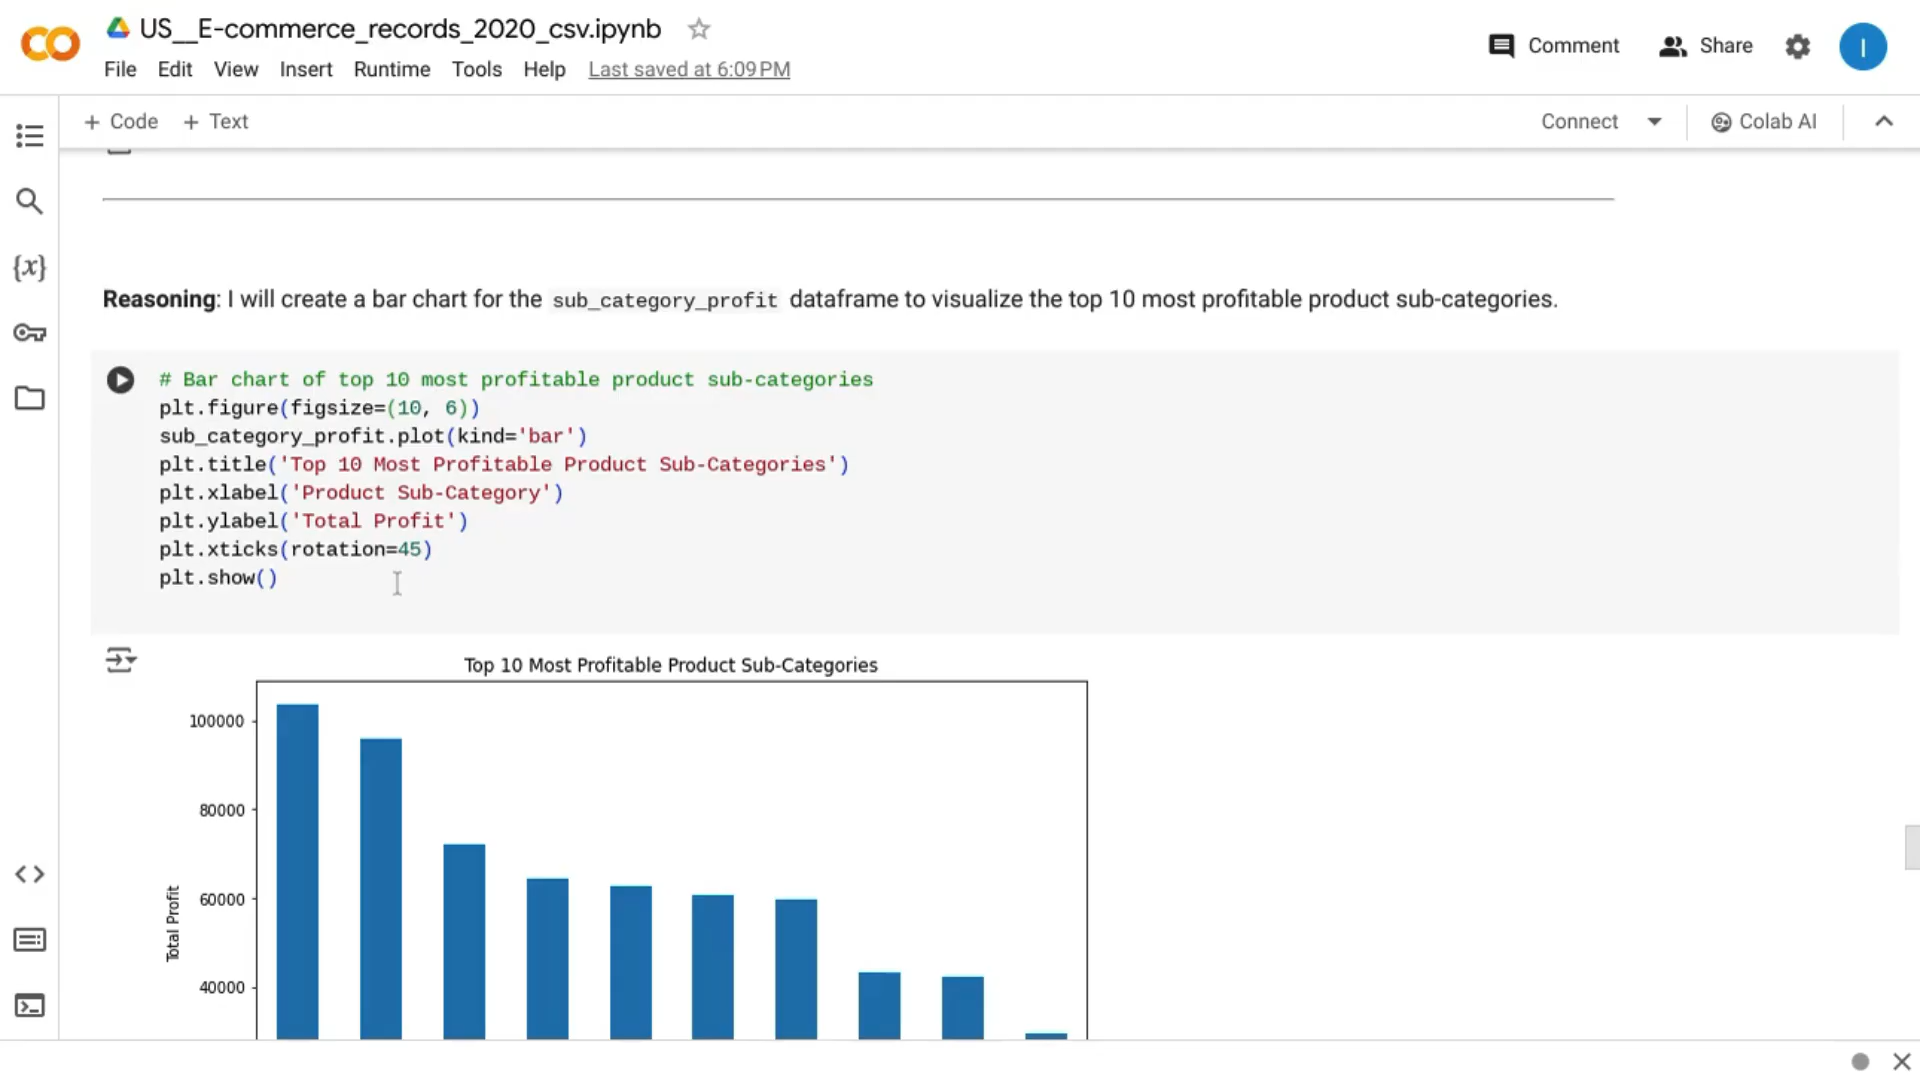 US__E-commerce_records_2020_csv.ipynb
Comment
Share
I
File Edit View Insert Runtime Tools Help Last saved at 6:09 PM
+ Code + Text
Connect
Colab AI
{x}
Reasoning: I will create a bar chart for the sub_category_profit dataframe to visualize the top 10 most profitable product sub-categories.
# Bar chart of top 10 most profitable product sub-categories
plt.figure(figsize=(10, 6))
sub_category_profit.plot(kind='bar')
plt.title('Top 10 Most Profitable Product Sub-Categories')
plt.xlabel('Product Sub-Category')
plt.ylabel('Total Profit')
plt.xticks(rotation=45)
plt.show()
Top 10 Most Profitable Product Sub-Categories
100000
80000
60000
40000
Total Profit